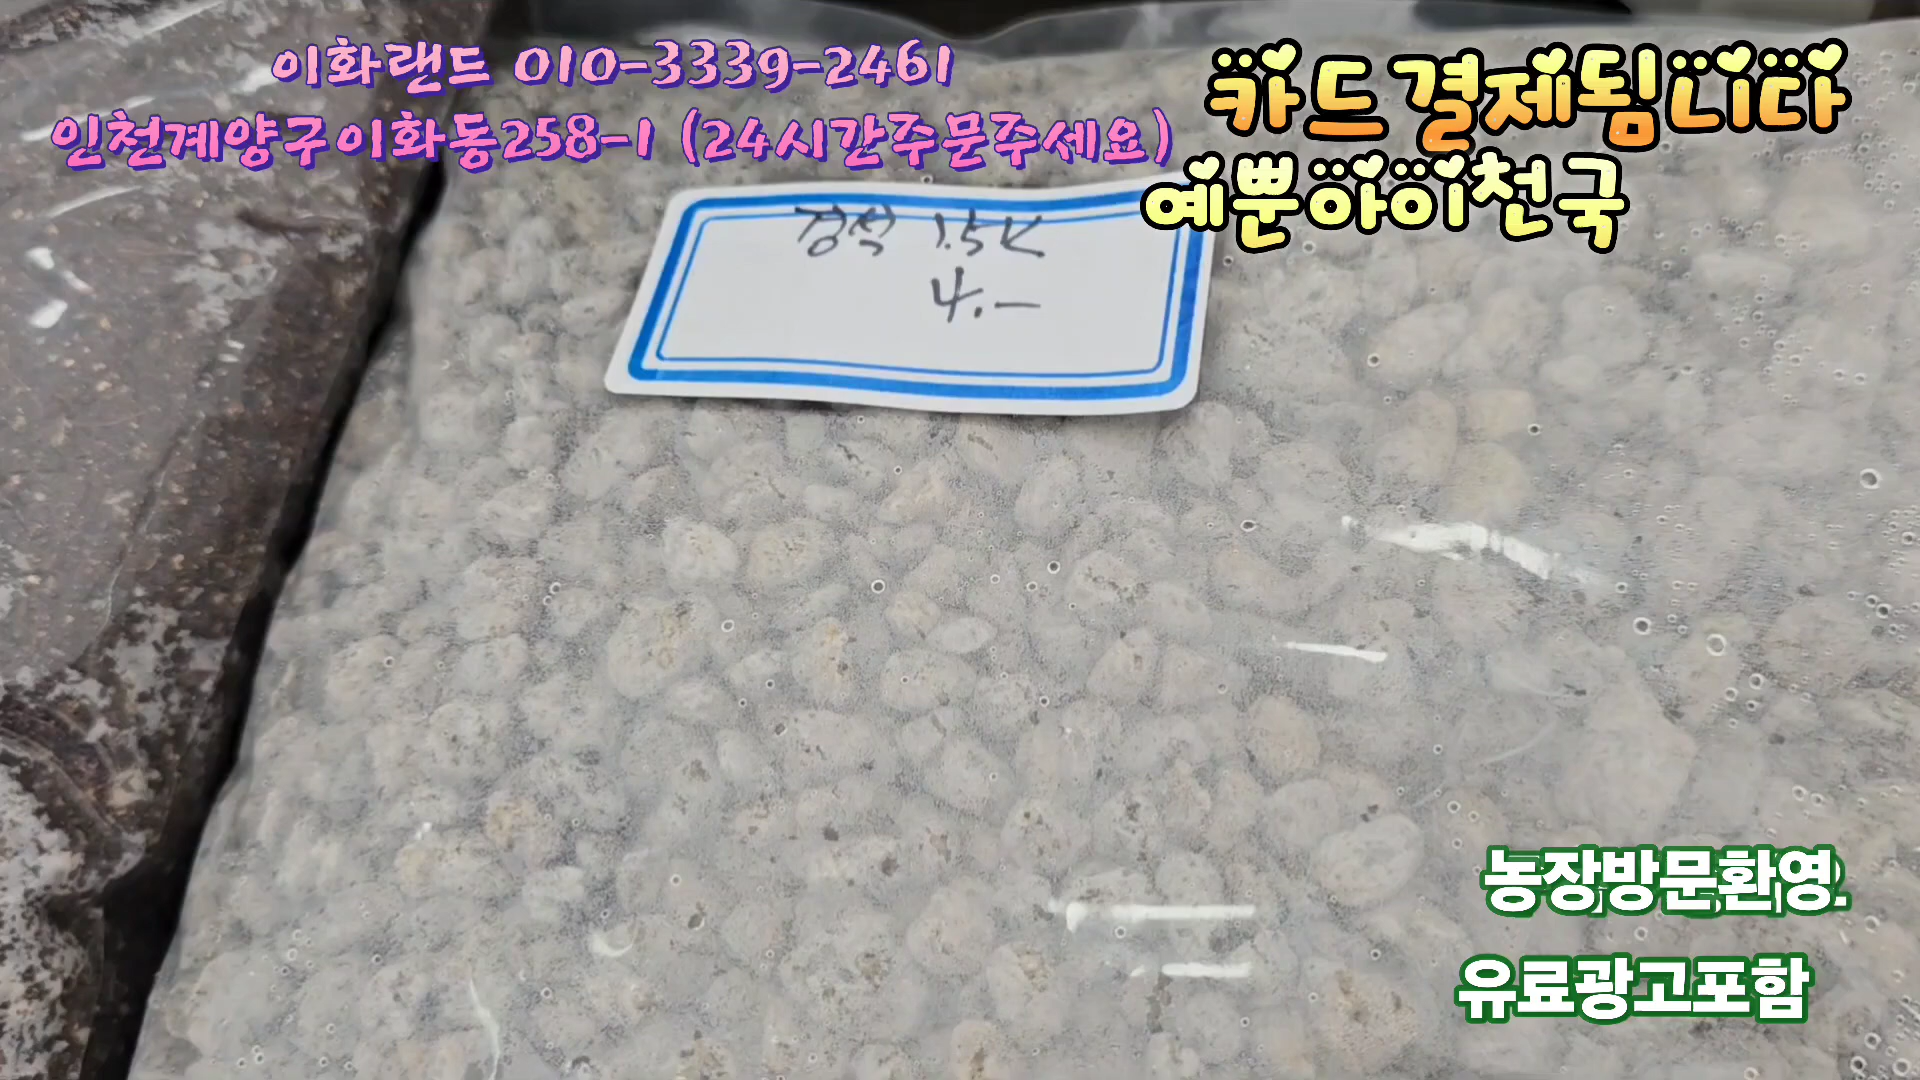 이화랜드 010-3339-2461
인천계양구이화동258-1 (24시간주문주세요)
카드결제됩니다
예쁜아이천국
경석 1.5K
4.-
농장방문환영.
유료광고포함